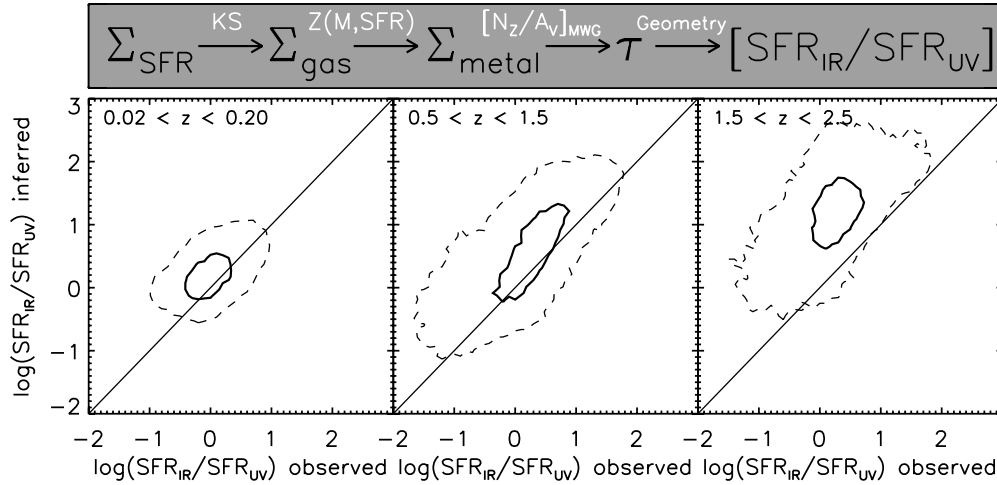 KS Z(M,SFR) [N_Z/A_V]_MWG Geometry
Σ_SFR → Σ_gas → Σ_metal → τ → [SFR_IR/SFR_UV]
0.02 < z < 0.20
0.5 < z < 1.5
1.5 < z < 2.5
log(SFR_IR/SFR_UV) inferred
3
2
1
0
−1
−2
−2 −1 0 1 2 −2 −1 0 1 2 −2 −1 0 1 2
log(SFR_IR/SFR_UV) observed log(SFR_IR/SFR_UV) observed log(SFR_IR/SFR_UV) observed